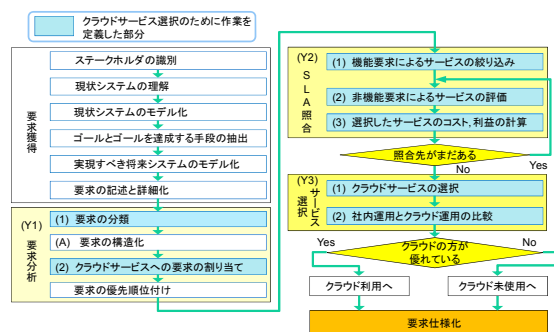 クラウドサービス選択のために作業を
定義した部分
要求獲得
ステークホルダの識別
現状システムの理解
現状システムのモデル化
ゴールとゴールを達成する手段の抽出
実現すべき将来システムのモデル化
要求の記述と詳細化
(Y1)
要求分析
(1) 要求の分類
(A) 要求の構造化
(2) クラウドサービスへの要求の割り当て
要求の優先順位付け
(Y2)
SLA照合
(1) 機能要求によるサービスの絞り込み
(2) 非機能要求によるサービスの評価
(3) 選択したサービスのコスト、利益の計算
照合先がまだある
Yes
No
(Y3)
サービス
選択
(1) クラウドサービスの選択
(2) 社内運用とクラウド運用の比較
Yes
クラウドの方が
優れている
No
クラウド利用へ
クラウド未使用へ
要求仕様化